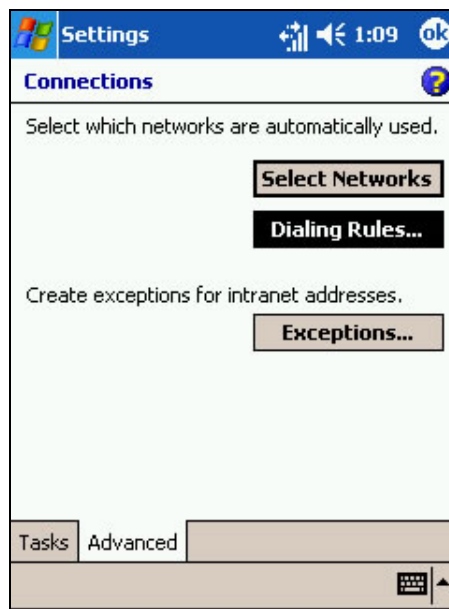 Settings 1:09 ok
Connections ?
Select which networks are automatically used.
Select Networks
Dialing Rules...
Create exceptions for intranet addresses.
Exceptions...
Tasks Advanced